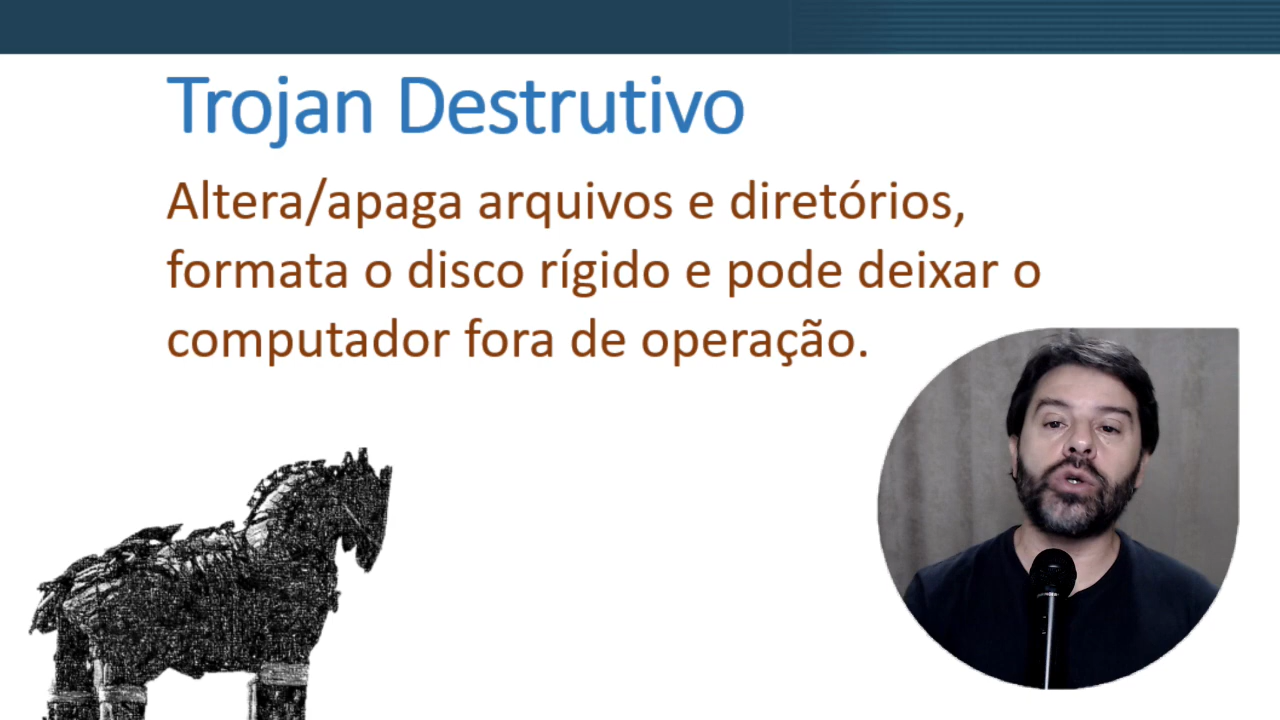 Trojan Destrutivo
Altera/apaga arquivos e diretórios,
formata o disco rígido e pode deixar o
computador fora de operação.